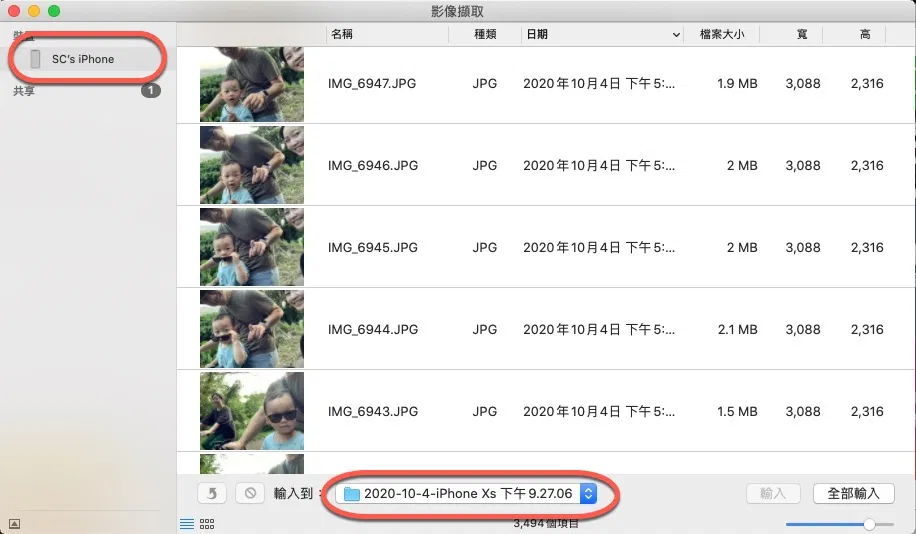 影像擷取
裝置
SC's iPhone
共享 1
名稱 種類 日期 檔案大小 寬 高
IMG_6947.JPG JPG 2020年10月4日 下午5:... 1.9 MB 3,088 2,316
IMG_6946.JPG JPG 2020年10月4日 下午5:... 2 MB 3,088 2,316
IMG_6945.JPG JPG 2020年10月4日 下午5:... 2 MB 3,088 2,316
IMG_6944.JPG JPG 2020年10月4日 下午5:... 2.1 MB 3,088 2,316
IMG_6943.JPG JPG 2020年10月4日 下午5:... 1.5 MB 3,088 2,316
輸入到： 2020-10-4-iPhone Xs 下午9.27.06 輸入 全部輸入
3,494個項目